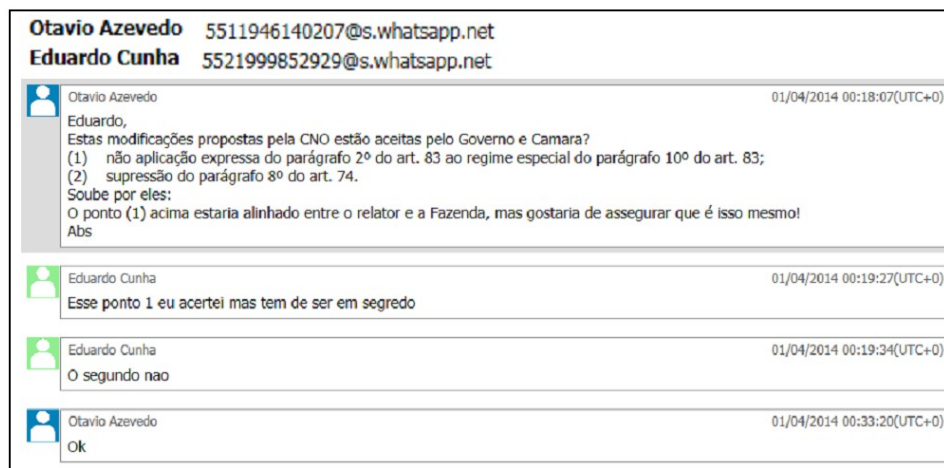 Otavio Azevedo 5511946140207@s.whatsapp.net
Eduardo Cunha 5521999852929@s.whatsapp.net
Otavio Azevedo 01/04/2014 00:18:07(UTC+0)
Eduardo,
Estas modificações propostas pela CNO estão aceitas pelo Governo e Camara?
(1) não aplicação expressa do parágrafo 2º do art. 83 ao regime especial do parágrafo 10º do art. 83;
(2) supressão do parágrafo 8º do art. 74.
Soube por eles:
O ponto (1) acima estaria alinhado entre o relator e a Fazenda, mas gostaria de assegurar que é isso mesmo!
Abs
Eduardo Cunha 01/04/2014 00:19:27(UTC+0)
Esse ponto 1 eu acertei mas tem de ser em segredo
Eduardo Cunha 01/04/2014 00:19:34(UTC+0)
O segundo nao
Otavio Azevedo 01/04/2014 00:33:20(UTC+0)
Ok